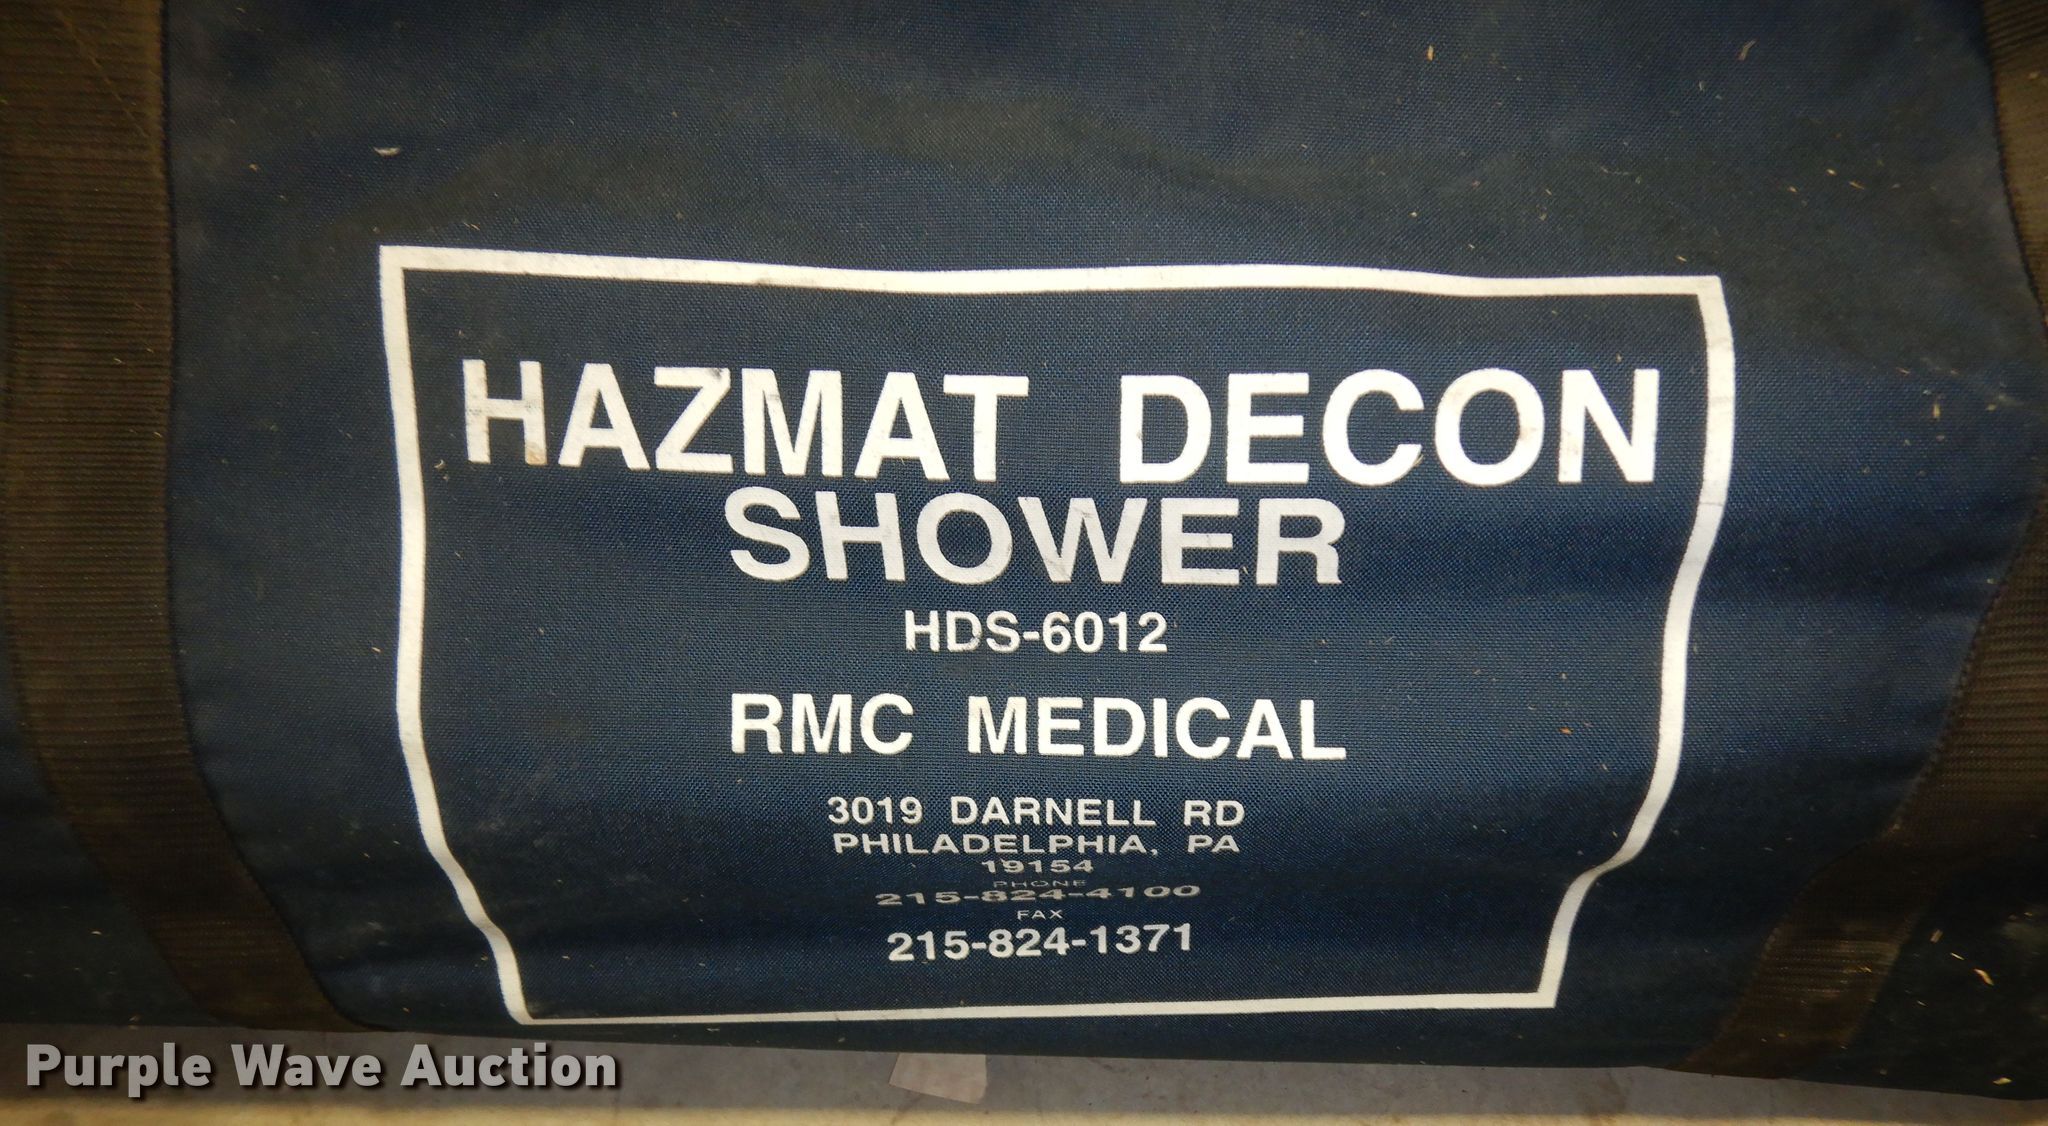 HAZMAT DECON
SHOWER
HDS-6012
RMC MEDICAL
3019 DARNELL RD
PHILADELPHIA, PA
19154
PHONE
215-824-4100
FAX
215-824-1371
Purple Wave Auction